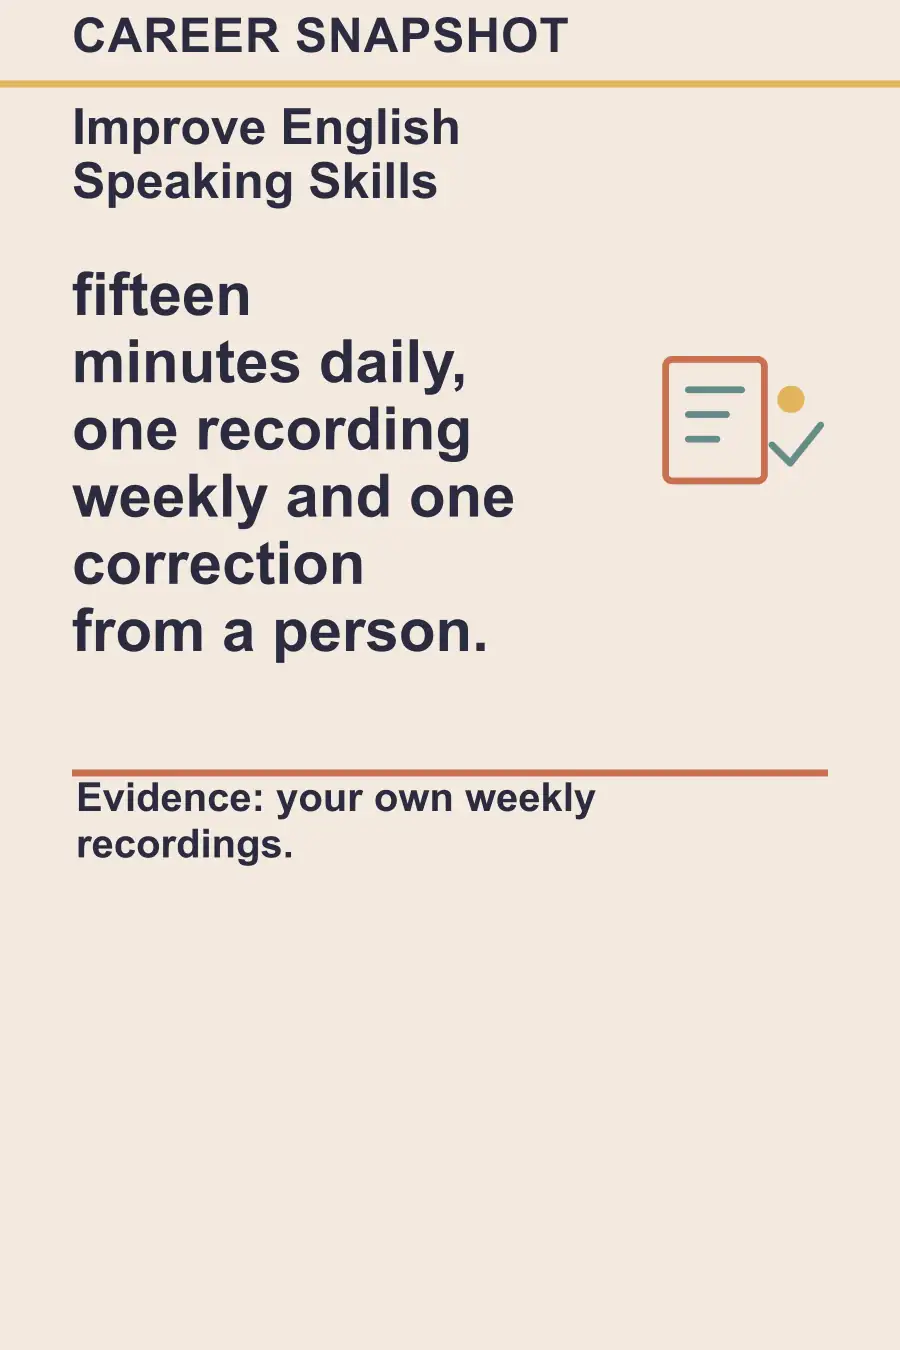 CAREER SNAPSHOT
Improve English
Speaking Skills
fifteen
minutes daily,
one recording
weekly and one
correction
from a person.
Evidence: your own weekly
recordings.